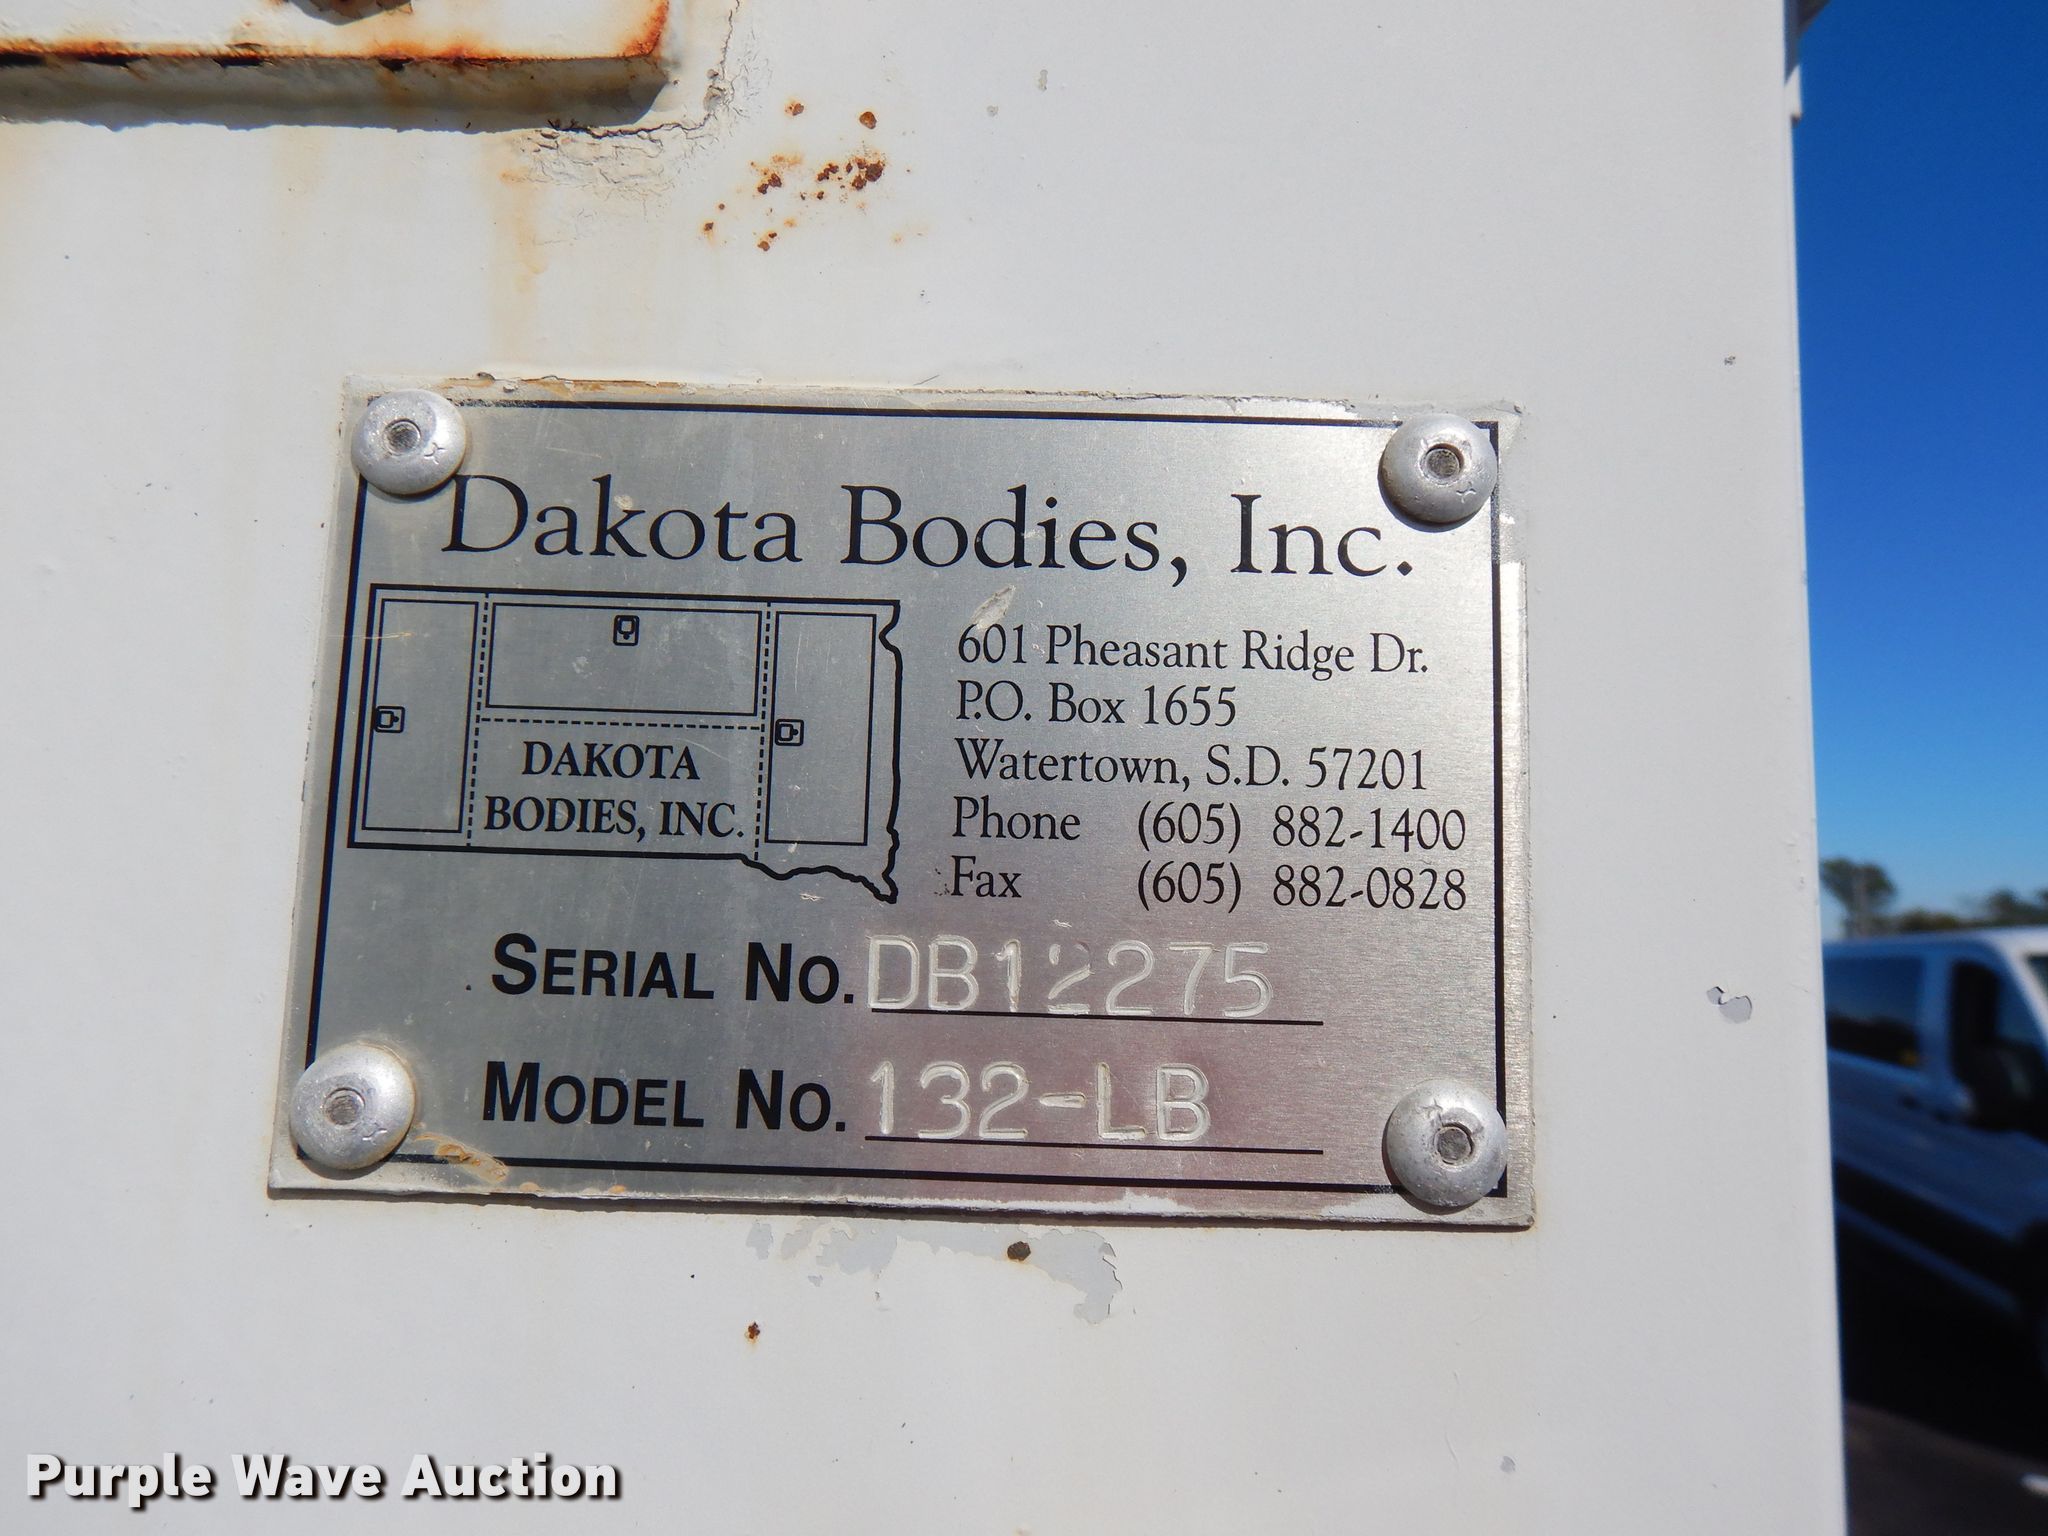 Dakota Bodies, Inc.
DAKOTA
BODIES, INC.
601 Pheasant Ridge Dr.
P.O. Box 1655
Watertown, S.D. 57201
Phone (605) 882-1400
Fax (605) 882-0828
SERIAL NO. DB12275
MODEL NO. 132-LB
Purple Wave Auction